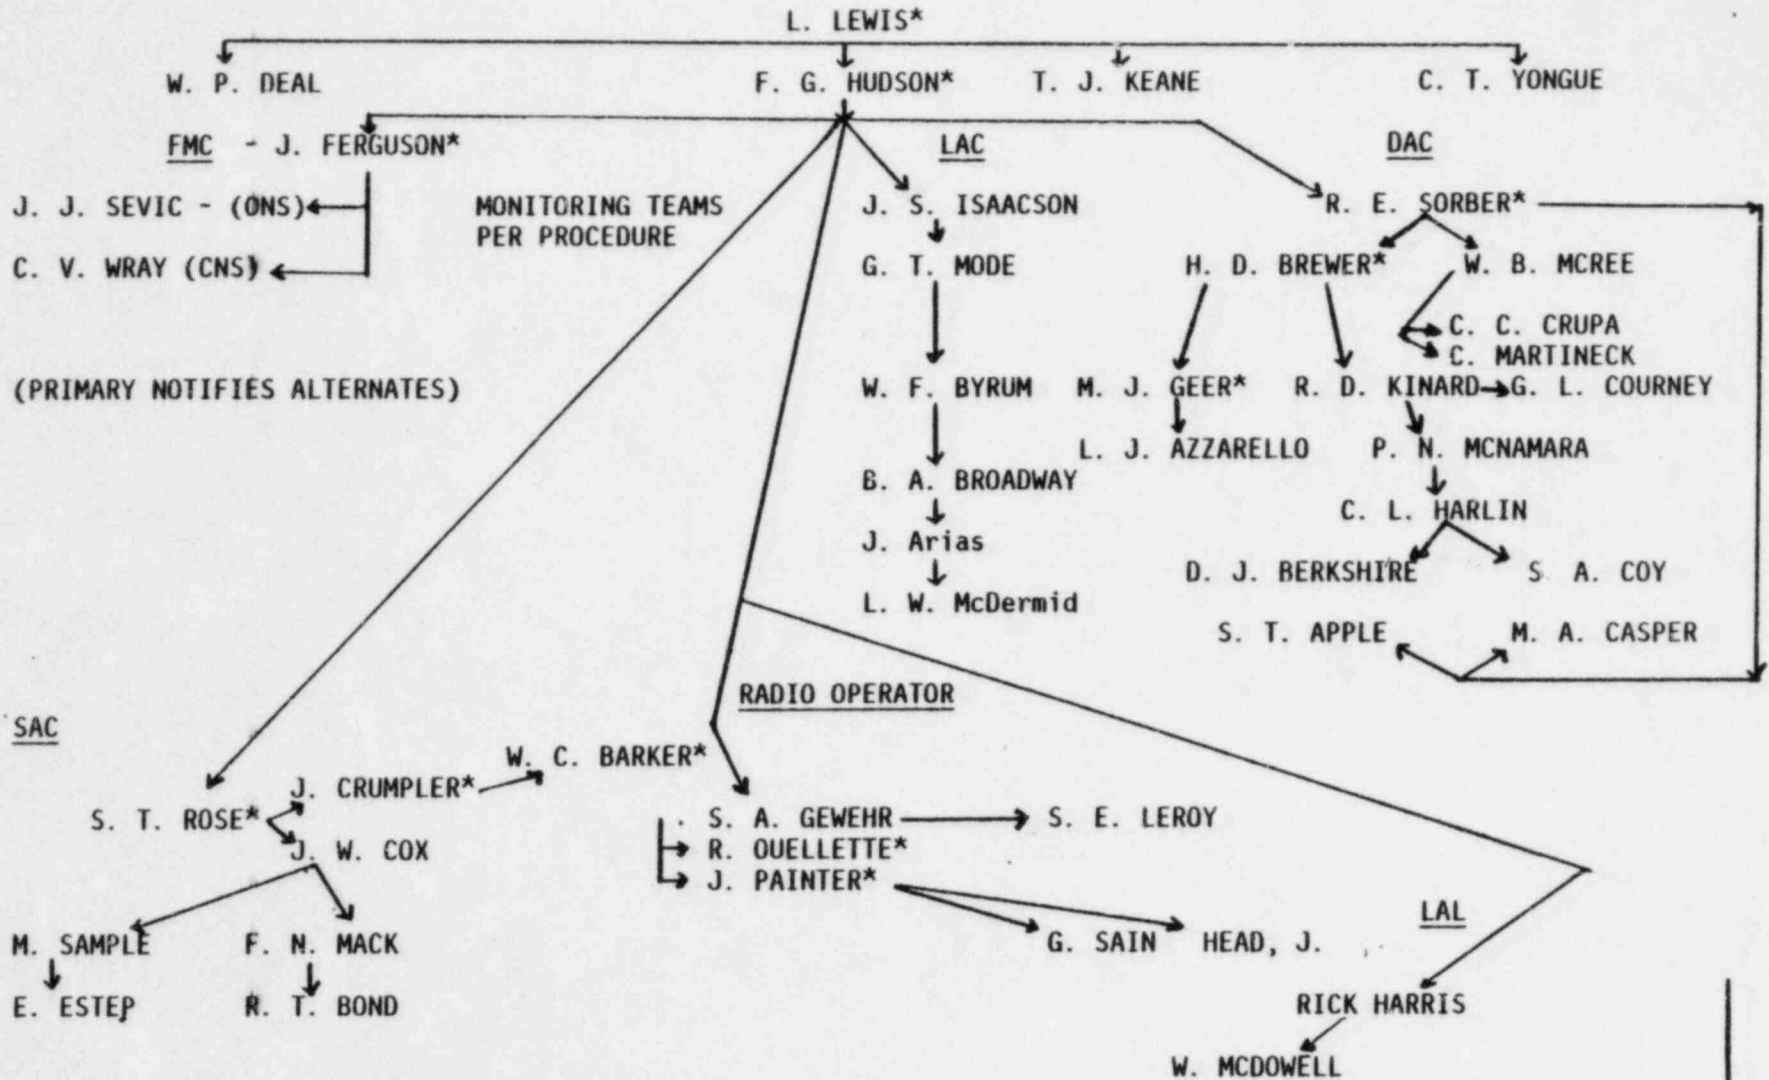 L. LEWIS*
W. P. DEAL F. G. HUDSON* T. J. KEANE C. T. YONGUE
FMC - J. FERGUSON* LAC DAC
J. J. SEVIC - (ONS) MONITORING TEAMS J. S. ISAACSON R. E. SORBER*
PER PROCEDURE
C. V. WRAY (CNS) G. T. MODE H. D. BREWER* W. B. MCREE
C. C. CRUPA
C. MARTINECK
(PRIMARY NOTIFIES ALTERNATES) W. F. BYRUM M. J. GEER* R. D. KINARD G. L. COURNEY
L. J. AZZARELLO P. N. MCNAMARA
B. A. BROADWAY
C. L. HARLIN
J. Arias
D. J. BERKSHIRE S. A. COY
L. W. McDermid
S. T. APPLE M. A. CASPER
RADIO OPERATOR
SAC
W. C. BARKER*
J. CRUMPLER*
S. T. ROSE* S. A. GEWEHR S. E. LEROY
J. W. COX R. OUELLETTE*
J. PAINTER*
LAL
M. SAMPLE F. N. MACK G. SAIN HEAD, J.
E. ESTEP R. T. BOND RICK HARRIS
W. MCDOWELL